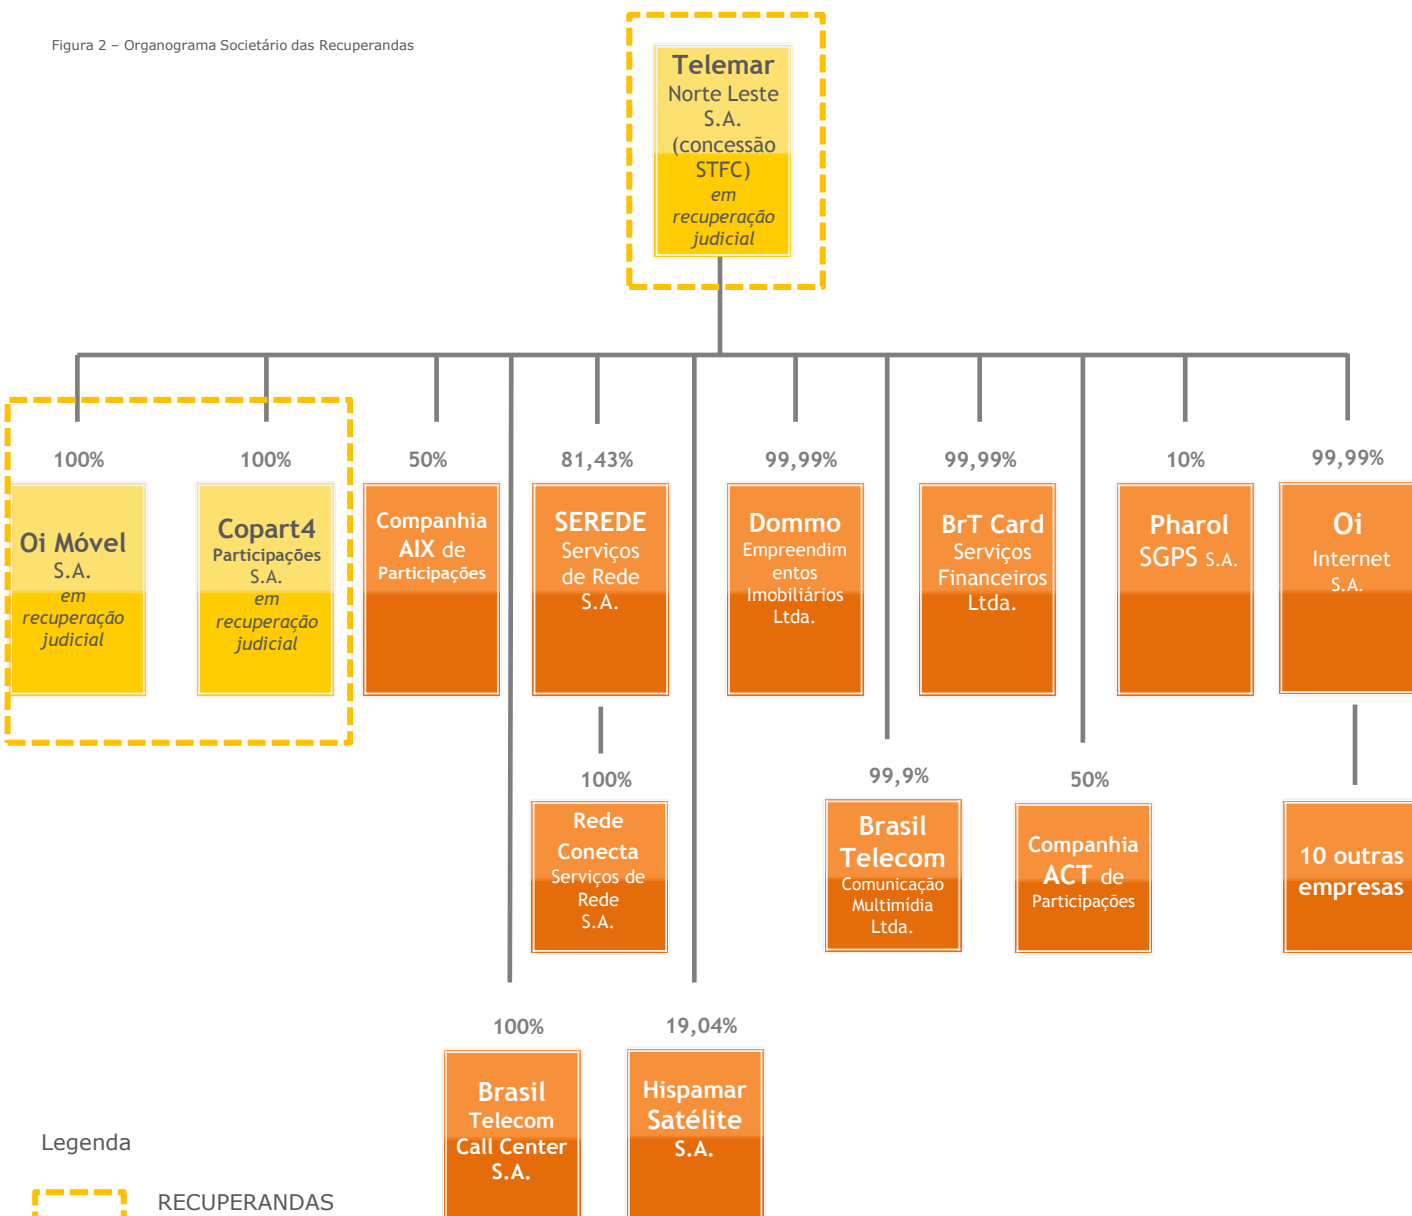 Figura 2 – Organograma Societário das Recuperandas
Telemar
Norte Leste
S.A.
(concessão
STFC)
em
recuperação
judicial
100%
100%
50%
81,43%
99,99%
99,99%
10%
99,99%
Oi Móvel
S.A.
em
recuperação
judicial
Copart4
Participações
S.A.
em
recuperação
judicial
Companhia
AIX de
Participações
SEREDE
Serviços
de Rede
S.A.
Dommo
Empreendim
entos
Imobiliários
Ltda.
BrT Card
Serviços
Financeiros
Ltda.
Pharol
SGPS S.A.
Oi
Internet
S.A.
100%
99,9%
50%
Rede
Conecta
Serviços de
Rede
S.A.
Brasil
Telecom
Comunicação
Multimídia
Ltda.
Companhia
ACT de
Participações
10 outras
empresas
100%
19,04%
Brasil
Telecom
Call Center
S.A.
Hispamar
Satélite
S.A.
Legenda
RECUPERANDAS